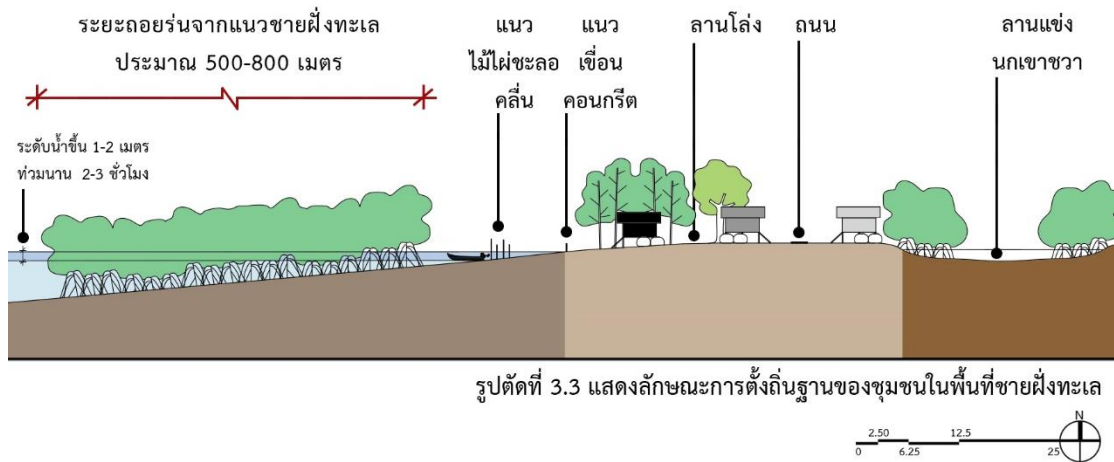 ระยะถอยร่นจากแนวชายฝั่งทะเล
ประมาณ 500-800 เมตร
แนว
ไม้ไผ่ชะลอ
คลื่น
แนว
เขื่อน
คอนกรีต
ลานโล่ง
ถนน
ลานแข่ง
นกเขาชวา
ระดับน้ำขึ้น 1-2 เมตร
ท่วมนาน 2-3 ชั่วโมง
รูปตัดที่ 3.3 แสดงลักษณะการตั้งถิ่นฐานของชุมชนในพื้นที่ชายฝั่งทะเล
N
2.50 12.5
0 6.25 25